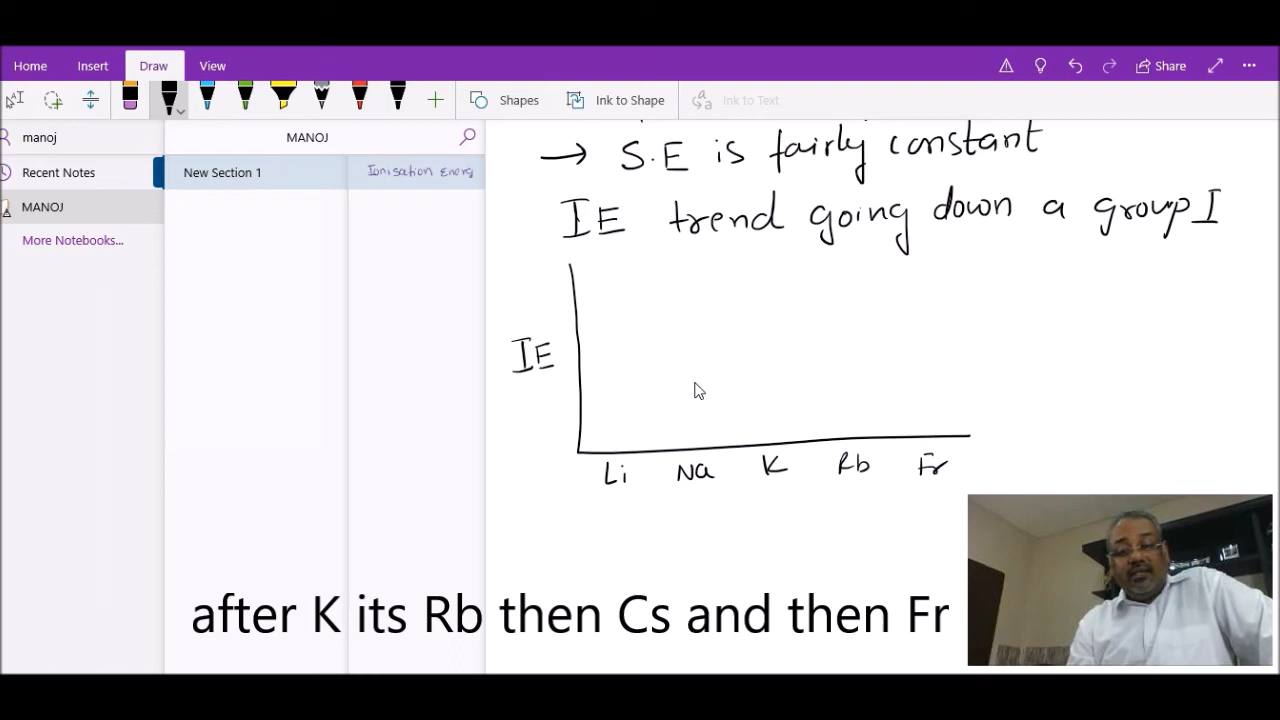 Home Insert Draw View Share
Shapes Ink to Shape Ink to Text
manoj MANOJ
Recent Notes New Section 1 Ionisation Energ
MANOJ
More Notebooks...
→ S.E is fairly constant
IE trend going down a group I
IE
Li Na K Rb Fr
after K its Rb then Cs and then Fr